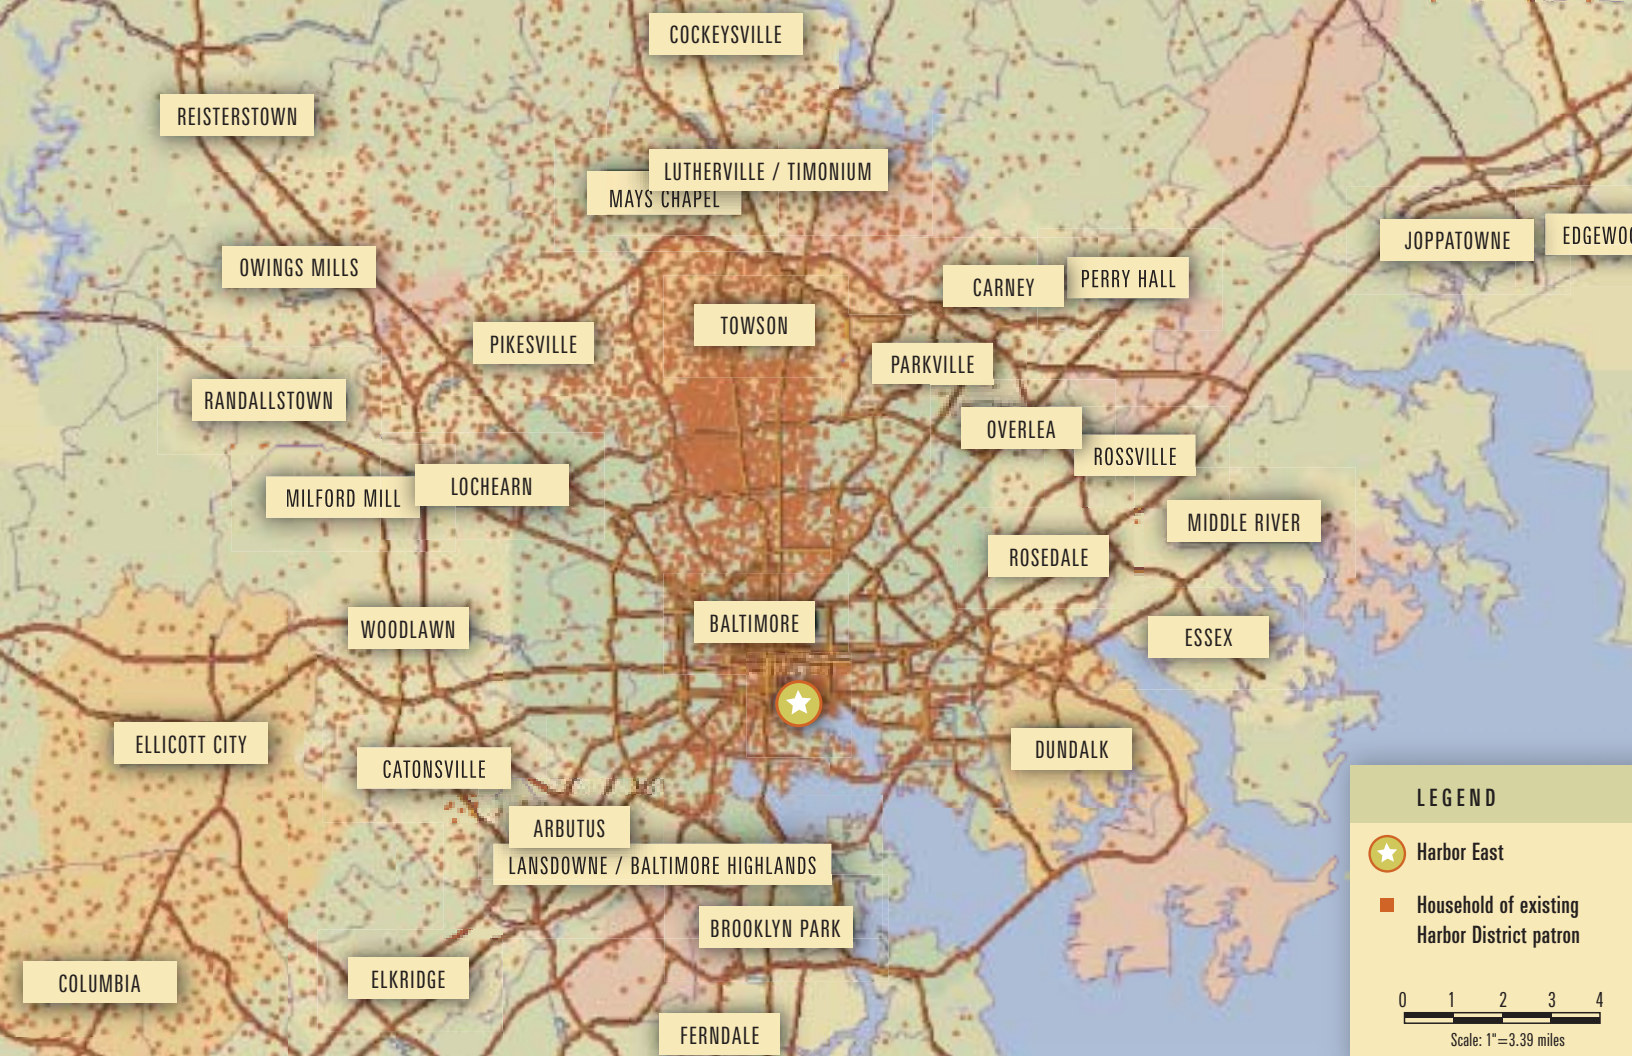 COCKEYSVILLE
REISTERSTOWN
LUTHERVILLE / TIMONIUM
MAYS CHAPEL
JOPPATOWNE
OWINGS MILLS
CARNEY
PERRY HALL
TOWSON
PIKESVILLE
PARKVILLE
RANDALLSTOWN
OVERLEA
ROSSVILLE
LOCHEARN
MILFORD MILL
MIDDLE RIVER
ROSEDALE
BALTIMORE
WOODLAWN
ESSEX
ELLICOTT CITY
DUNDALK
CATONSVILLE
ARBUTUS
LANSDOWNE / BALTIMORE HIGHLANDS
BROOKLYN PARK
COLUMBIA
ELKRIDGE
FERNDALE
LEGEND
Harbor East
Household of existing
Harbor District patron
0 1 2 3 4
Scale: 1"=3.39 miles